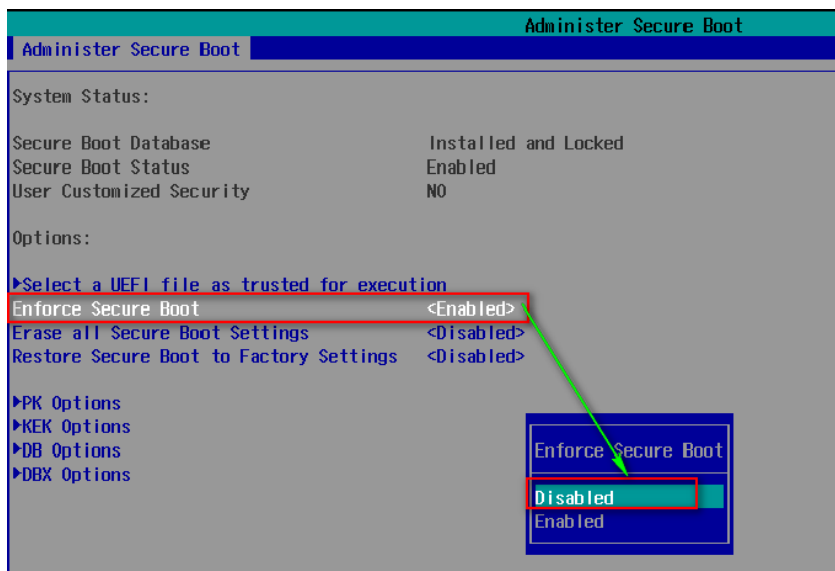 Administer Secure Boot
Administer Secure Boot
System Status:
Secure Boot Database Installed and Locked
Secure Boot Status Enabled
User Customized Security NO
Options:
▶Select a UEFI file as trusted for execution
Enforce Secure Boot <Enabled>
Erase all Secure Boot Settings <Disabled>
Restore Secure Boot to Factory Settings <Disabled>
▶PK Options
▶KEK Options
▶DB Options
▶DBX Options
Enforce Secure Boot
Disabled
Enabled